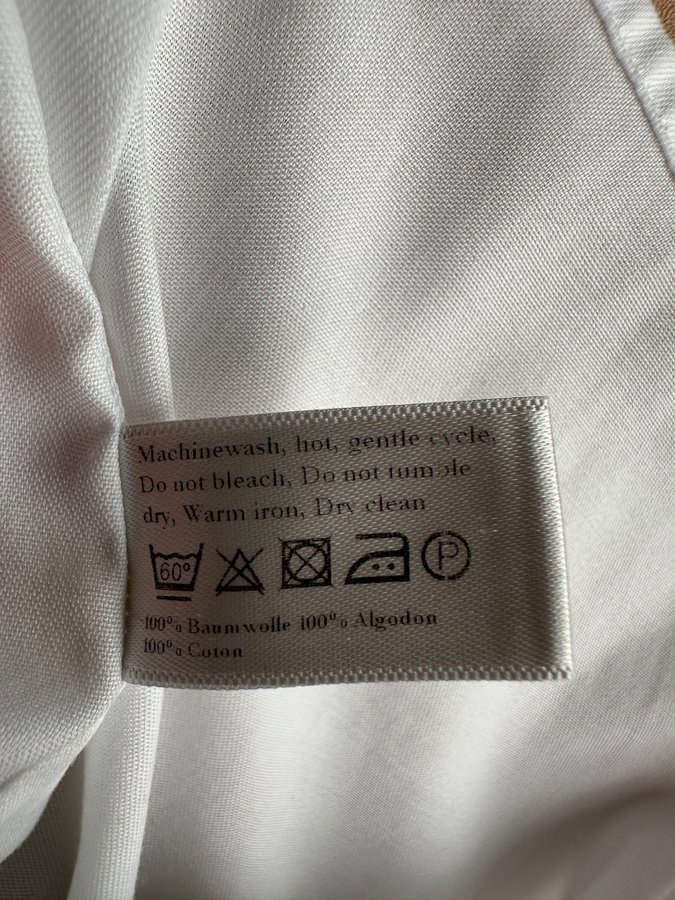 Machinewash, hot, gentle cycle,
Do not bleach, Do not tumble
dry, Warm iron, Dry clean
60° P
100% Baumwolle 100% Algodon
100% Coton